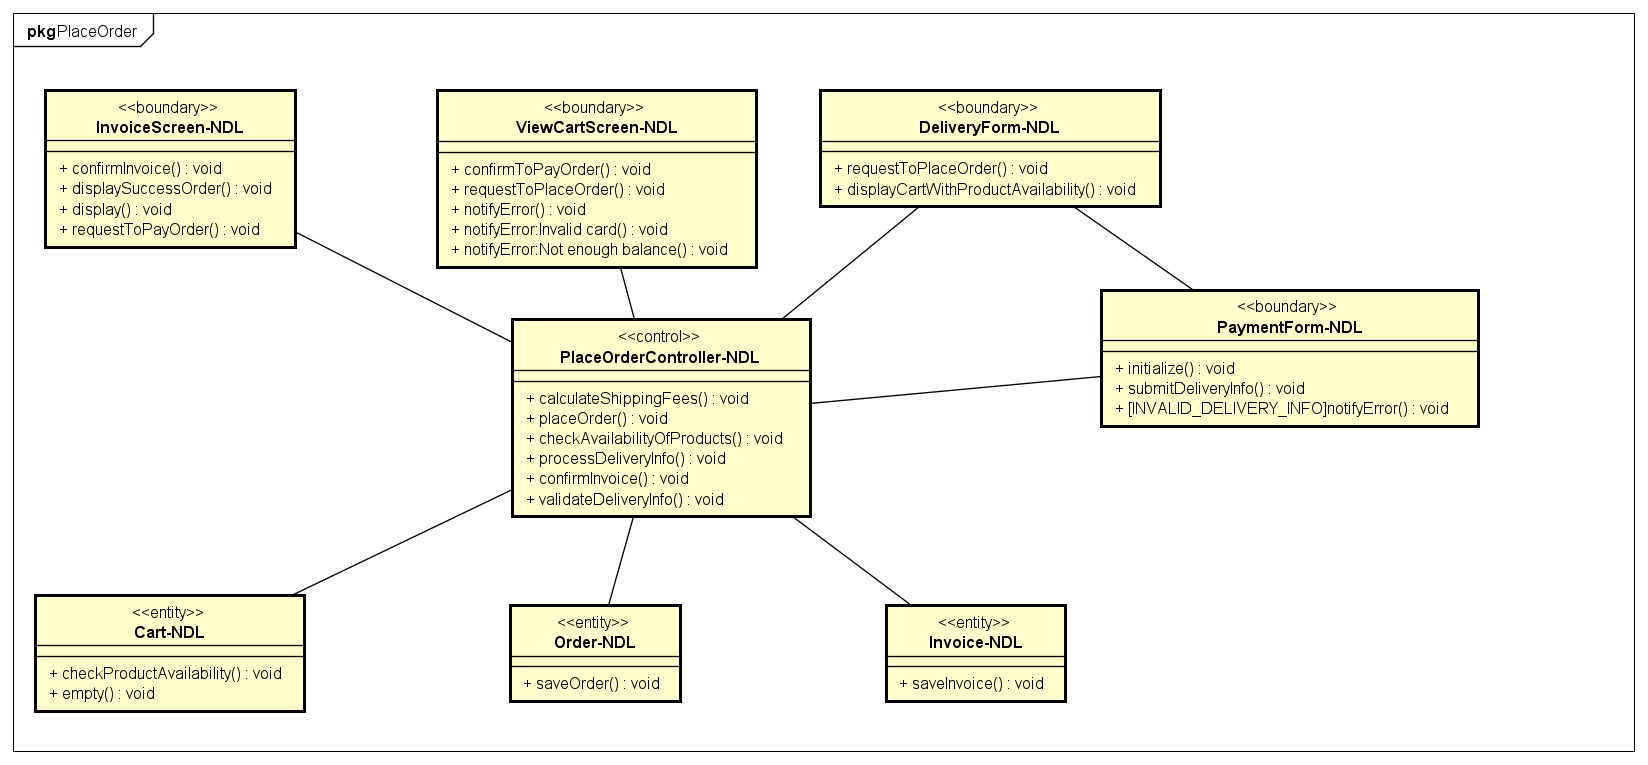 pkg PlaceOrder
<<boundary>>
InvoiceScreen-NDL
+ confirmInvoice() : void
+ displaySuccessOrder() : void
+ display() : void
+ requestToPayOrder() : void
<<boundary>>
ViewCartScreen-NDL
+ confirmToPayOrder() : void
+ requestToPlaceOrder() : void
+ notifyError() : void
+ notifyError:Invalid card() : void
+ notifyError:Not enough balance() : void
<<boundary>>
DeliveryForm-NDL
+ requestToPlaceOrder() : void
+ displayCartWithProductAvailability() : void
<<boundary>>
PaymentForm-NDL
+ initialize() : void
+ submitDeliveryInfo() : void
+ [INVALID_DELIVERY_INFO]notifyError() : void
<<control>>
PlaceOrderController-NDL
+ calculateShippingFees() : void
+ placeOrder() : void
+ checkAvailabilityOfProducts() : void
+ processDeliveryInfo() : void
+ confirmInvoice() : void
+ validateDeliveryInfo() : void
<<entity>>
Cart-NDL
+ checkProductAvailability() : void
+ empty() : void
<<entity>>
Order-NDL
+ saveOrder() : void
<<entity>>
Invoice-NDL
+ saveInvoice() : void